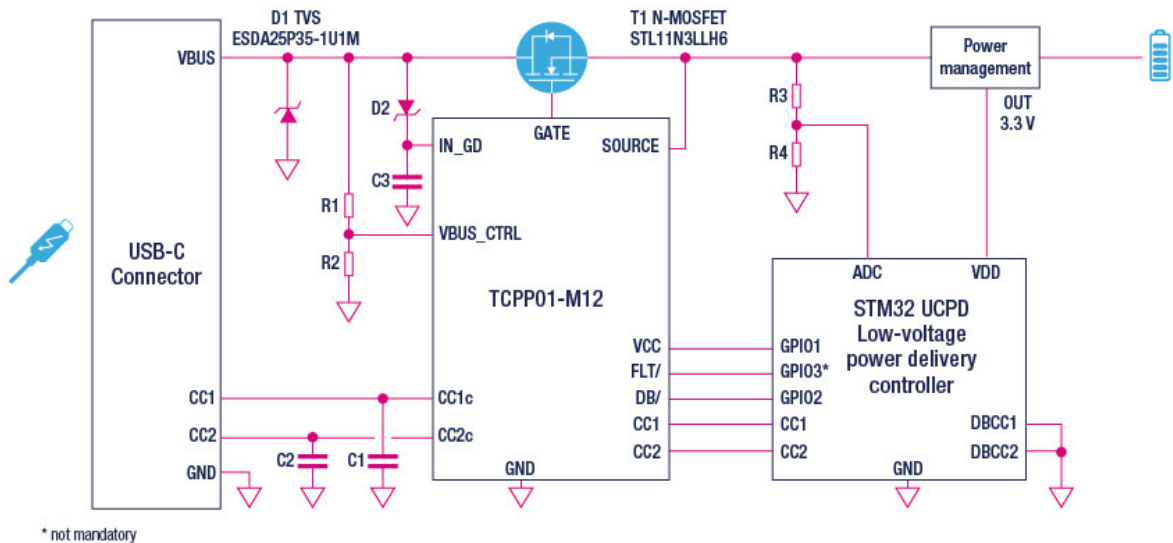 D1 TVS
ESDA25P35-1U1M
T1 N-MOSFET
STL11N3LLH6
VBUS
Power
management
D2
R3
OUT
3.3 V
GATE
IN_GD
SOURCE
R4
C3
R1
VBUS_CTRL
USB-C
Connector
R2
ADC
VDD
TCPP01-M12
STM32 UCPD
Low-voltage
power delivery
controller
VCC
GPIO1
FLT/
GPIO3*
CC1
CC1c
DB/
GPIO2
CC1
CC1
DBCC1
CC2
CC2c
CC2
CC2
DBCC2
C2
C1
GND
GND
GND
* not mandatory